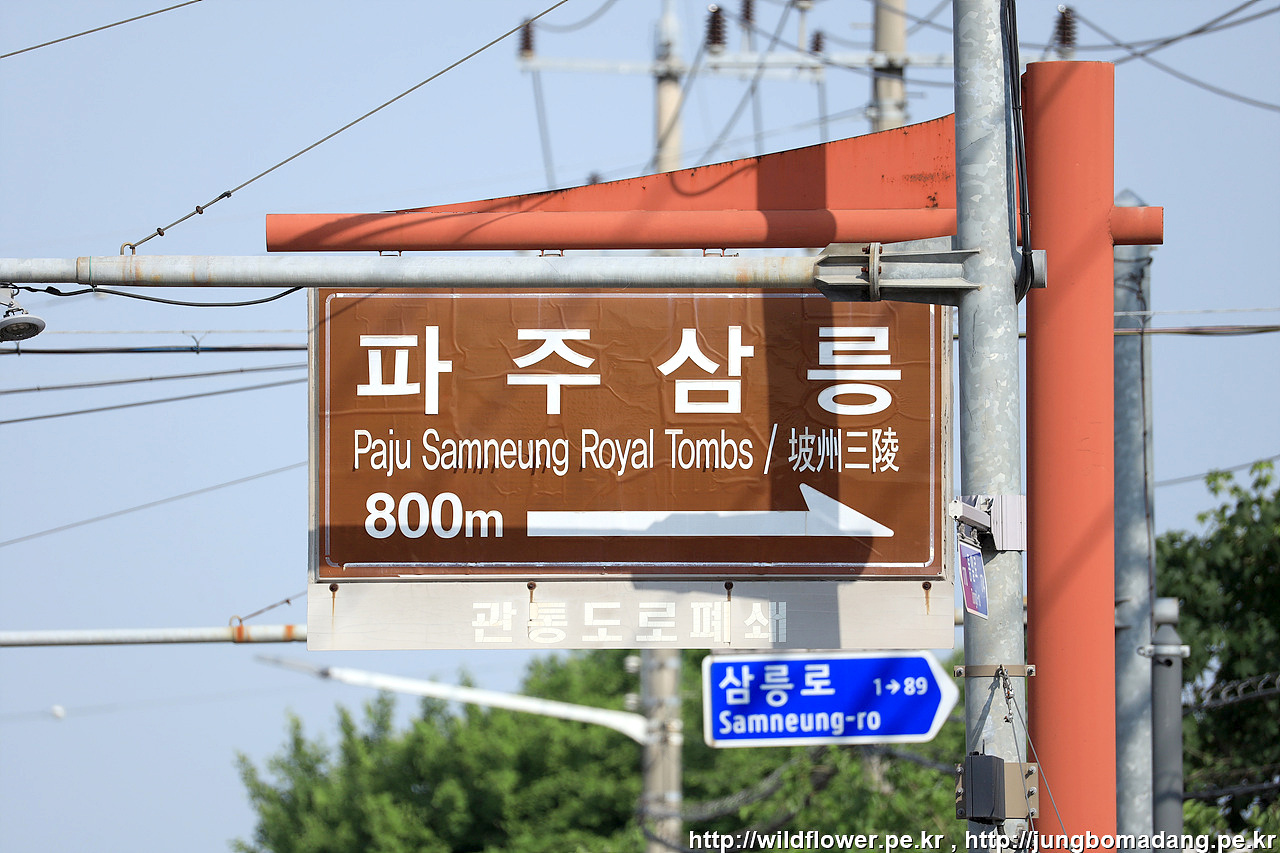 파주삼릉
Paju Samneung Royal Tombs / 坡州三陵
800m
관통도로폐쇄
삼릉로 1→89
Samneung-ro
http://wildflower.pe.kr , http://jungbomadang.pe.kr